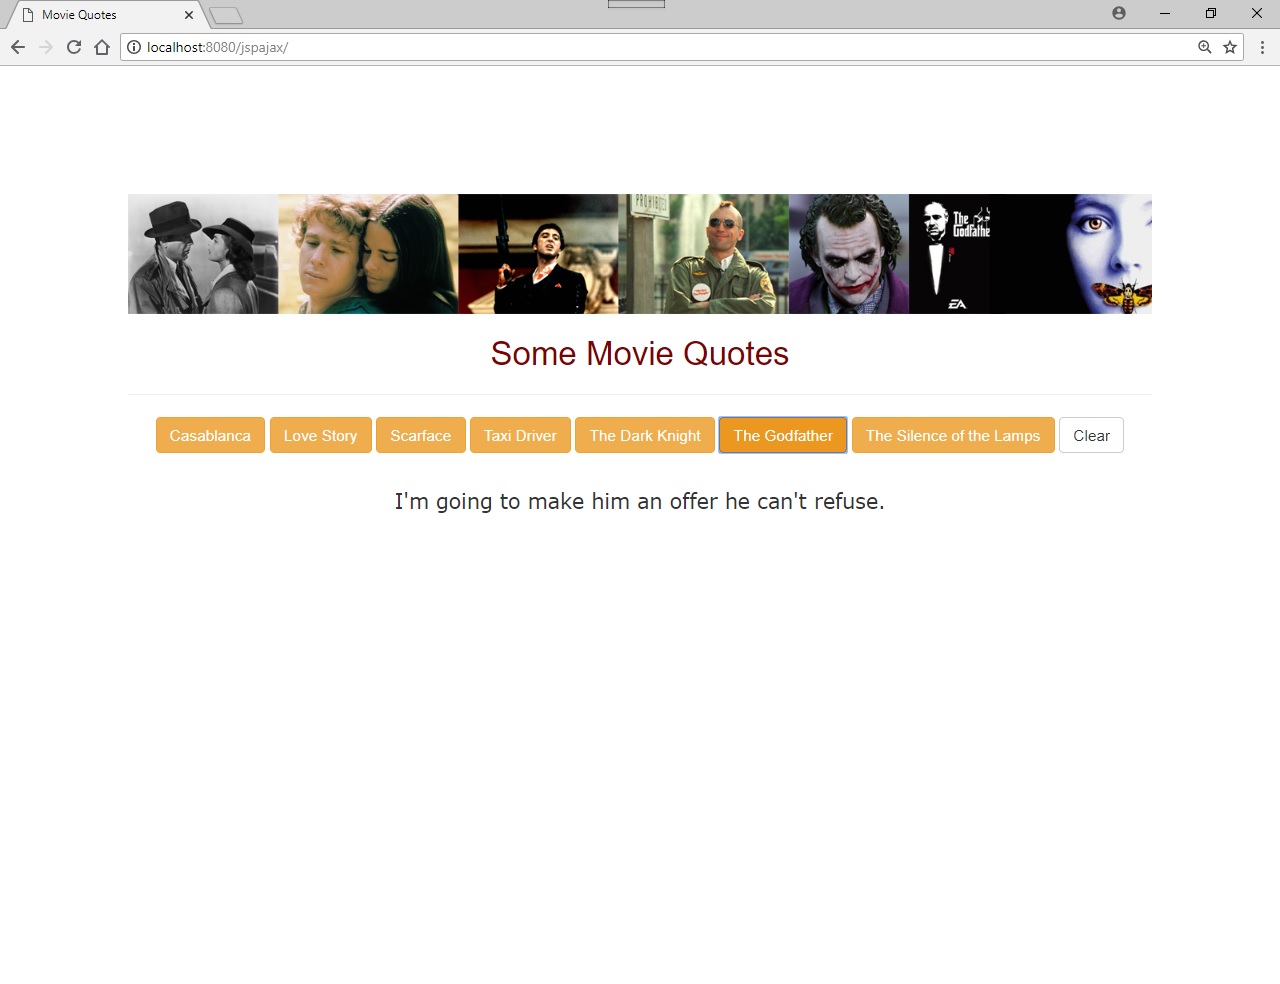 Movie Quotes
localhost:8080/jspajax/
PROHIBITED
The
Godfathe
EA
Some Movie Quotes
Casablanca Love Story Scarface Taxi Driver The Dark Knight The Godfather The Silence of the Lamps Clear
I'm going to make him an offer he can't refuse.